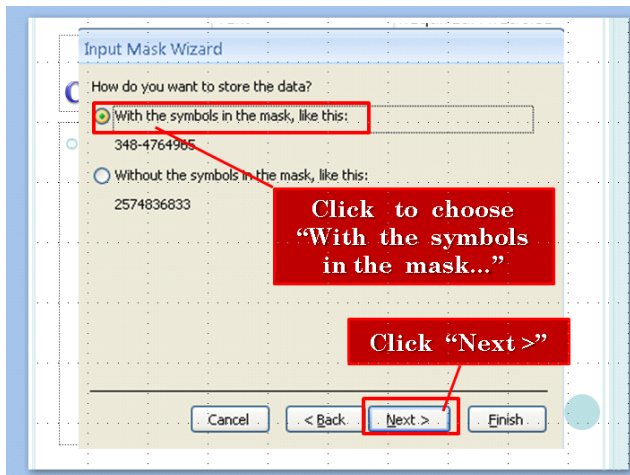 Input Mask Wizard
How do you want to store the data?
With the symbols in the mask, like this:
348-4764965
Without the symbols in the mask, like this:
2574836833
Click to choose
“With the symbols
in the mask...”
Click “Next >”
Cancel
< Back
Next >
Finish